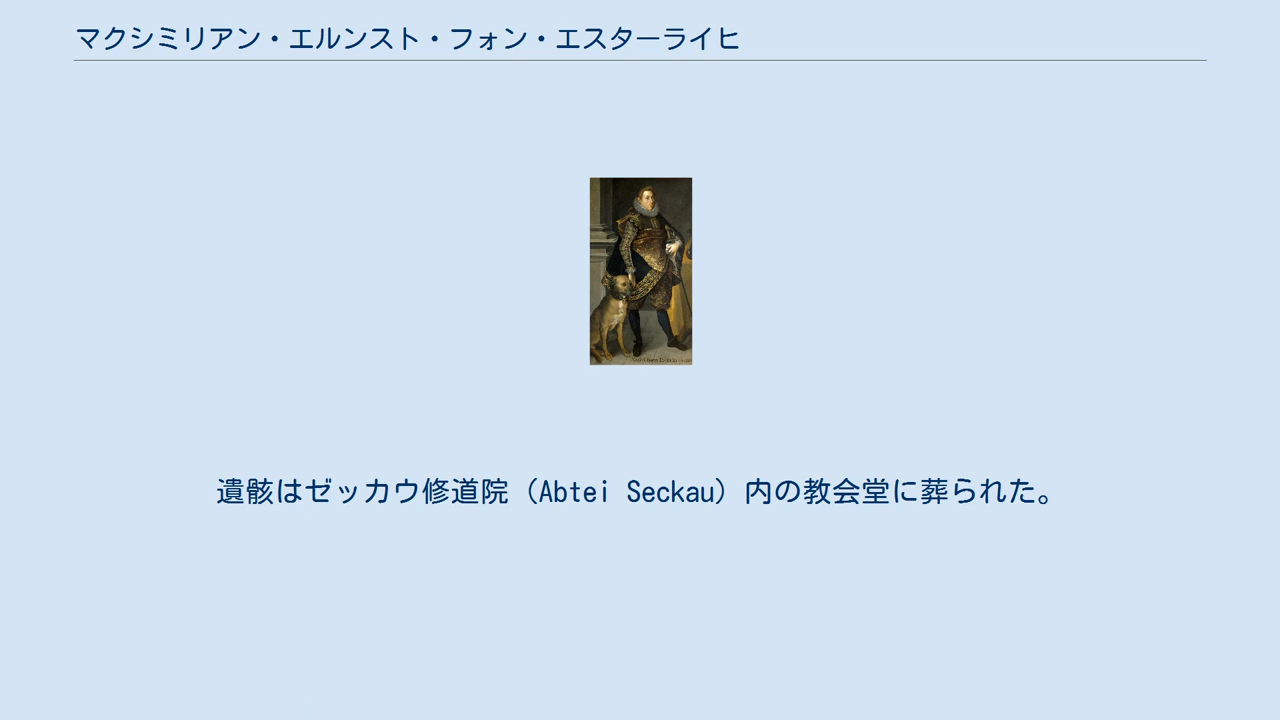 マクシミリアン・エルンスト・フォン・エスターライヒ
遺骸はゼッカウ修道院（Abtei Seckau）内の教会堂に葬られた。